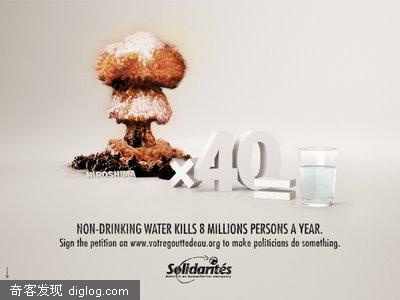 HIROSHIMA
×40=
NON-DRINKING WATER KILLS 8 MILLIONS PERSONS A YEAR.
Sign the petition on www.votregouttedeau.org to make politicians do something.
Solidarités
奇客发现 diglog.com